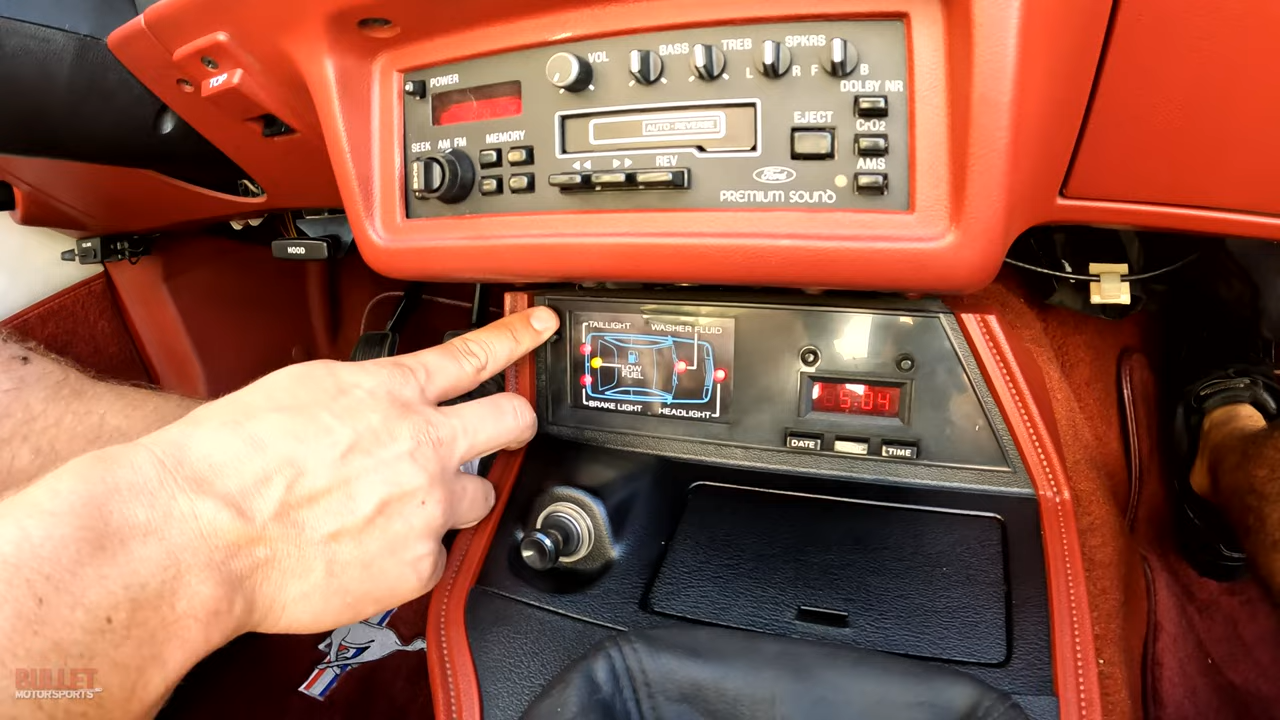 TOP
POWER
VOL
BASS
TREB
SPKRS
L R F B
DOLBY NR
SEEK
AM FM
MEMORY
AUTO-REVERSE
EJECT
CrO2
REV
AMS
Ford
PREMIUM SOUND
HOOD
TAILLIGHT
WASHER FLUID
LOW
FUEL
BRAKE LIGHT
HEADLIGHT
5:04
DATE
TIME
BULLET
MOTORSPORTS